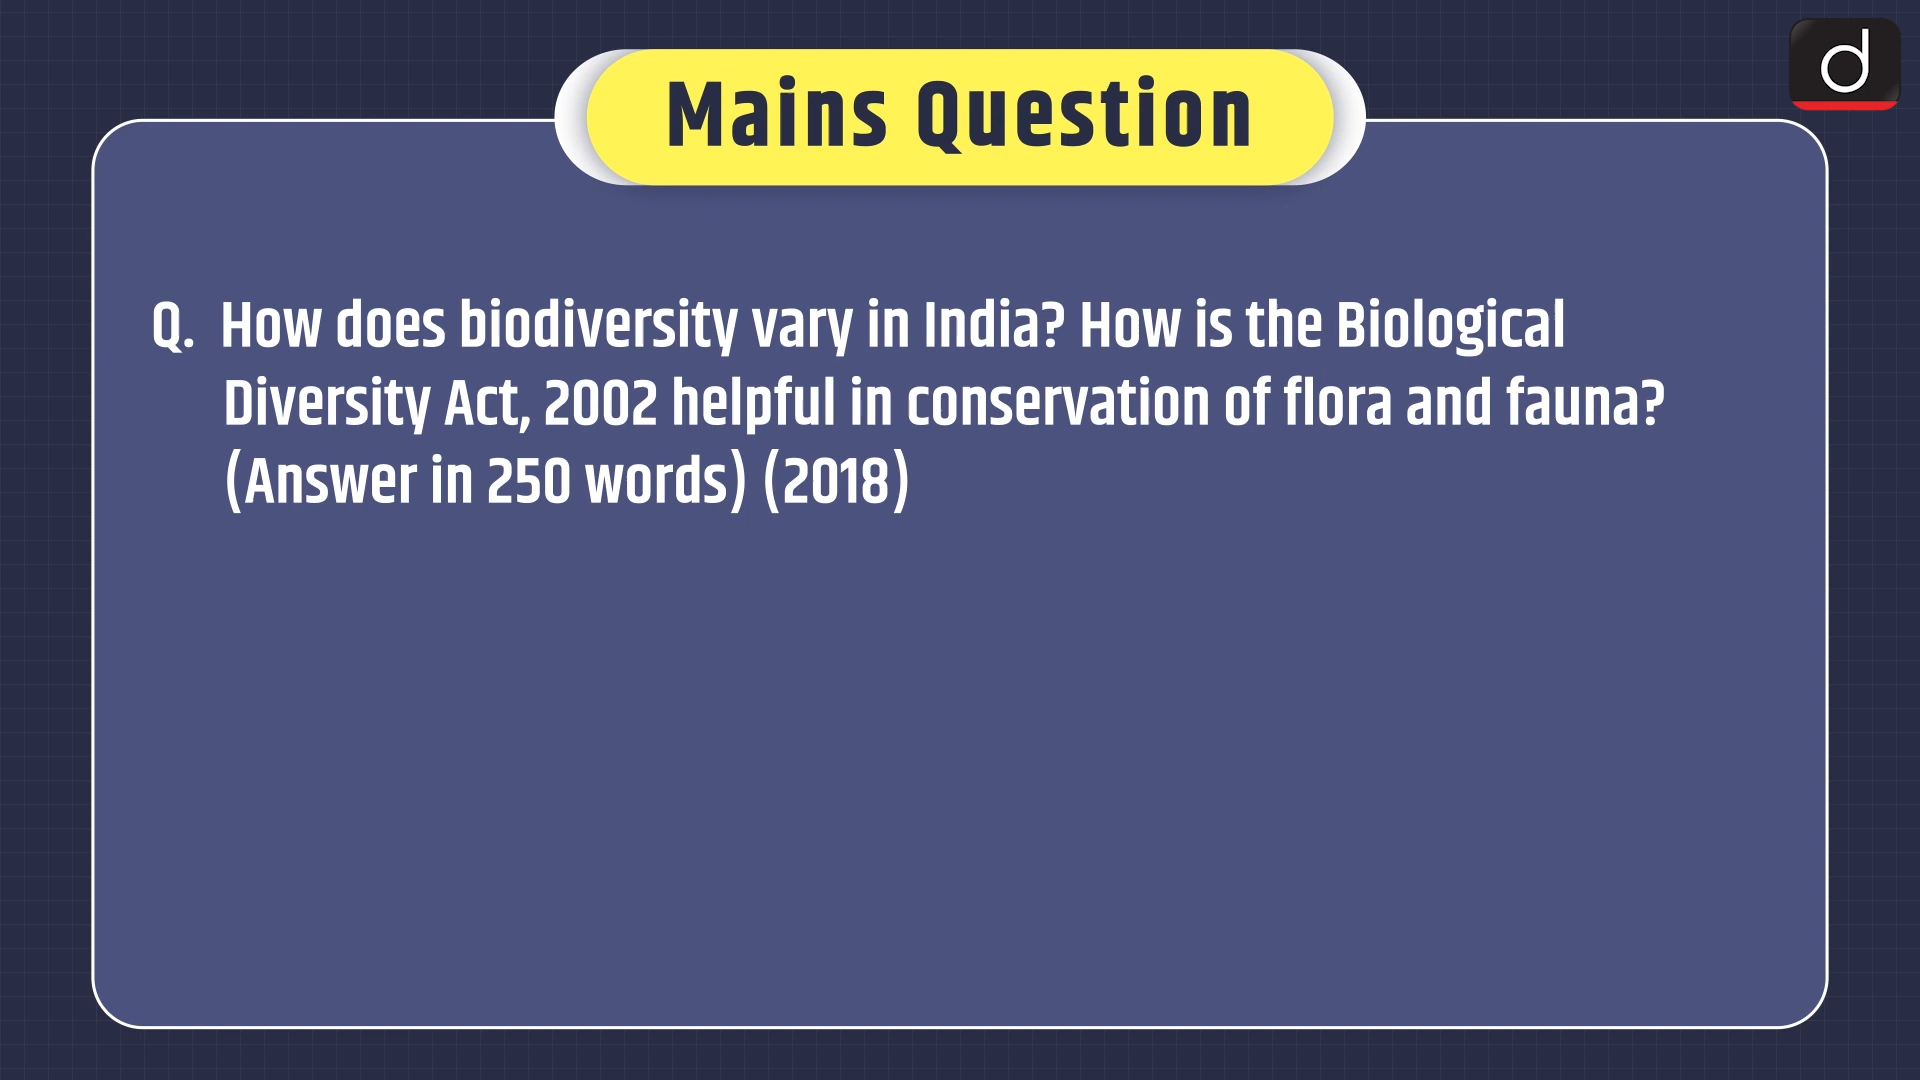 Mains Question
d
Q. How does biodiversity vary in India? How is the Biological
Diversity Act, 2002 helpful in conservation of flora and fauna?
(Answer in 250 words) (2018)